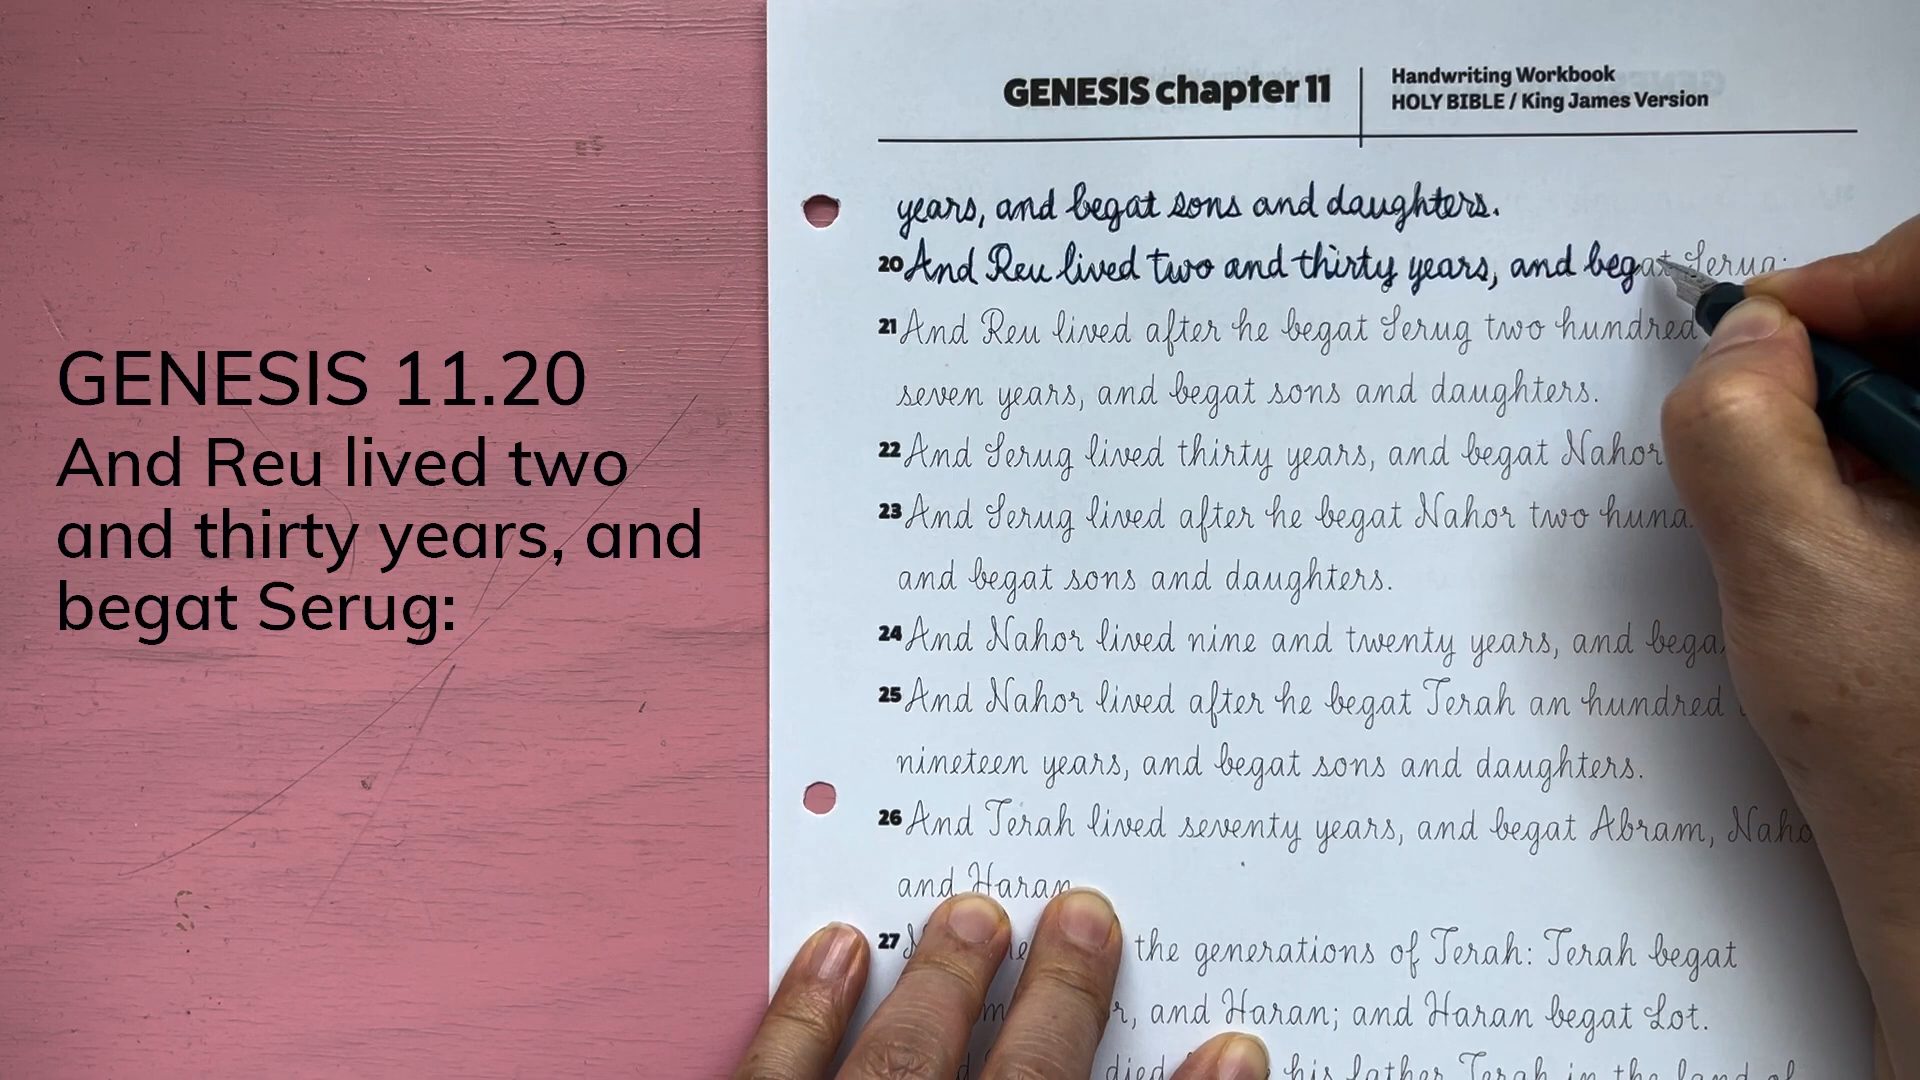 GENESIS 11.20
And Reu lived two
and thirty years, and
begat Serug:
GENESIS chapter 11
Handwriting Workbook
HOLY BIBLE / King James Version
years, and begat sons and daughters.
20 And Reu lived two and thirty years, and begat Serug:
21 And Reu lived after he begat Serug two hundred
seven years, and begat sons and daughters.
22 And Serug lived thirty years, and begat Nahor
23 And Serug lived after he begat Nahor two
and begat sons and daughters.
24 And Nahor lived nine and twenty years, and
25 And Nahor lived after he begat Terah an hundred
nineteen years, and begat sons and daughters.
26 And Terah lived seventy years, and begat Abram,
and Haran.
27 the generations of Terah: Terah begat
and Haran; and Haran begat Lot.
died his father Terah in the land of